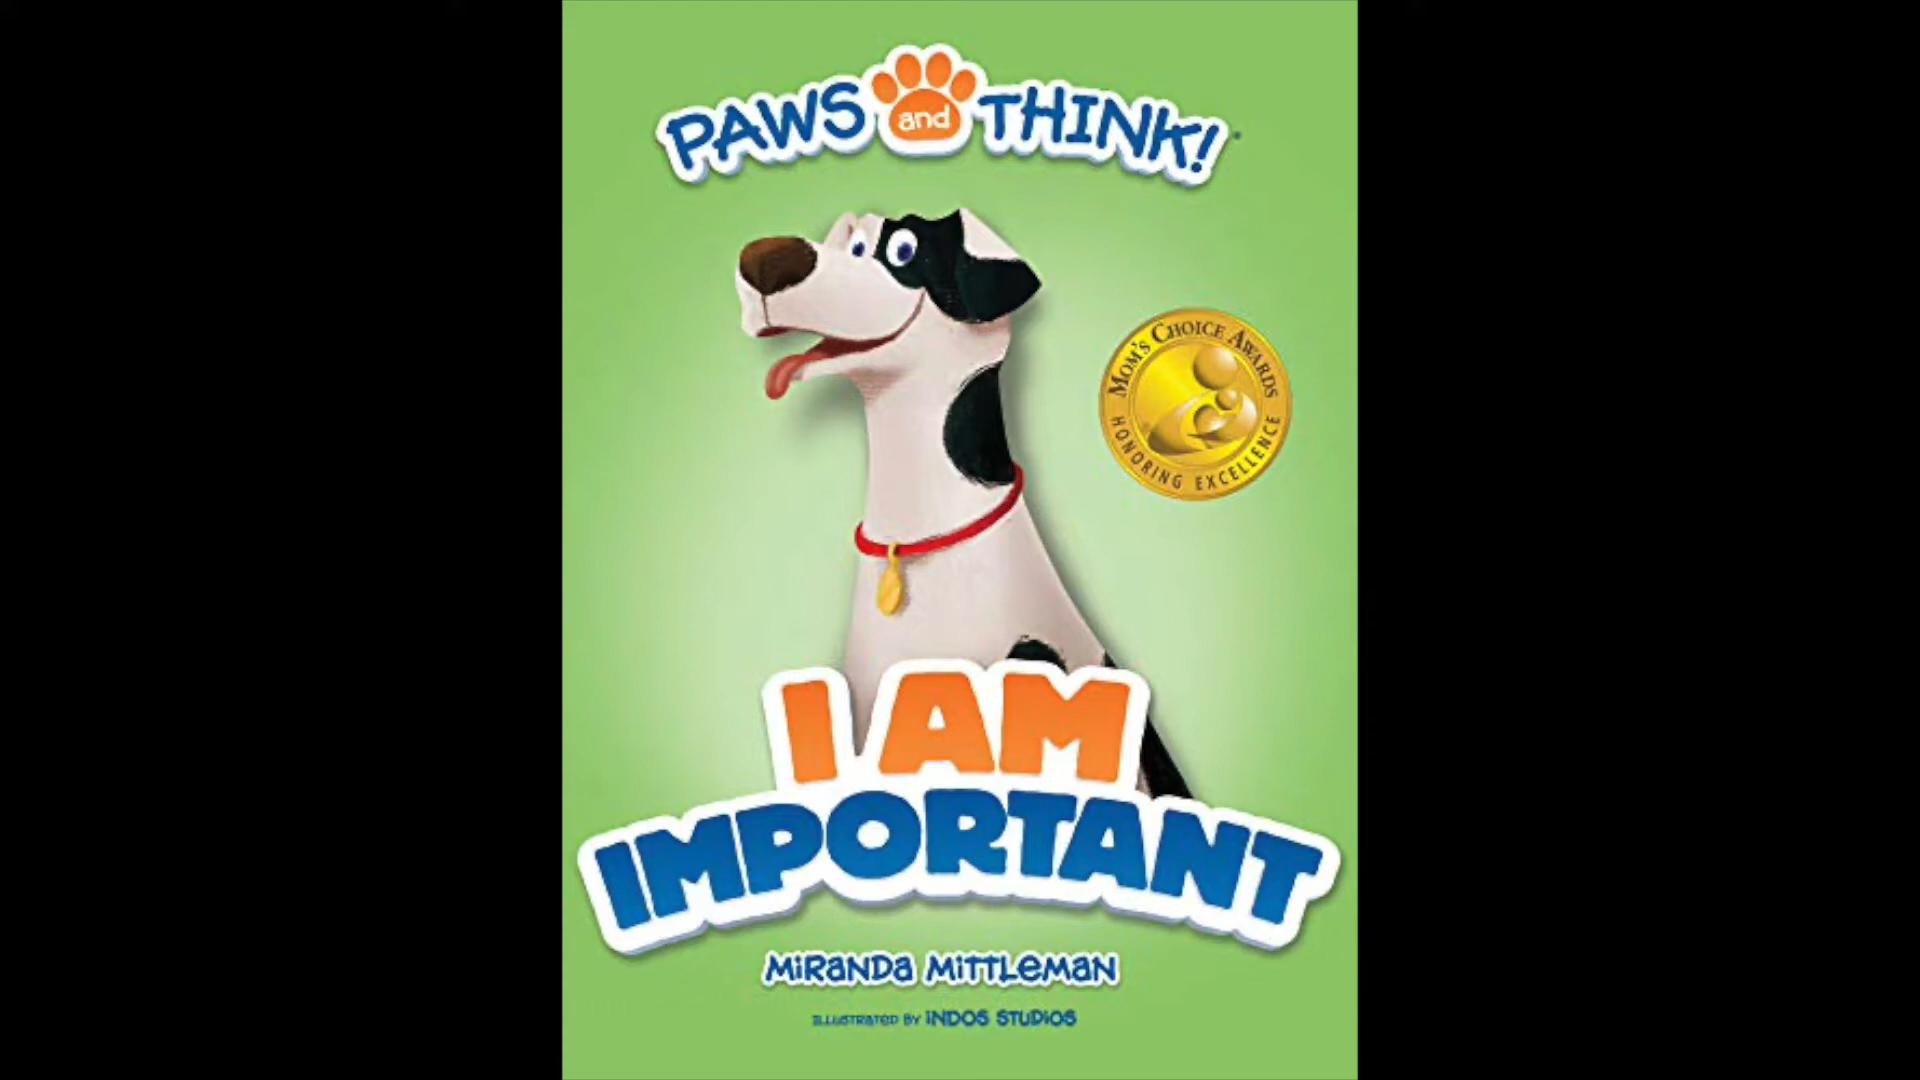 PAWS and THINK!
MOM'S CHOICE AWARDS
HONORING EXCELLENCE
I AM
IMPORTANT
MiRaNDa MiTTLeMaN
ILLUSTRATED BY iNDOS STUDiOS